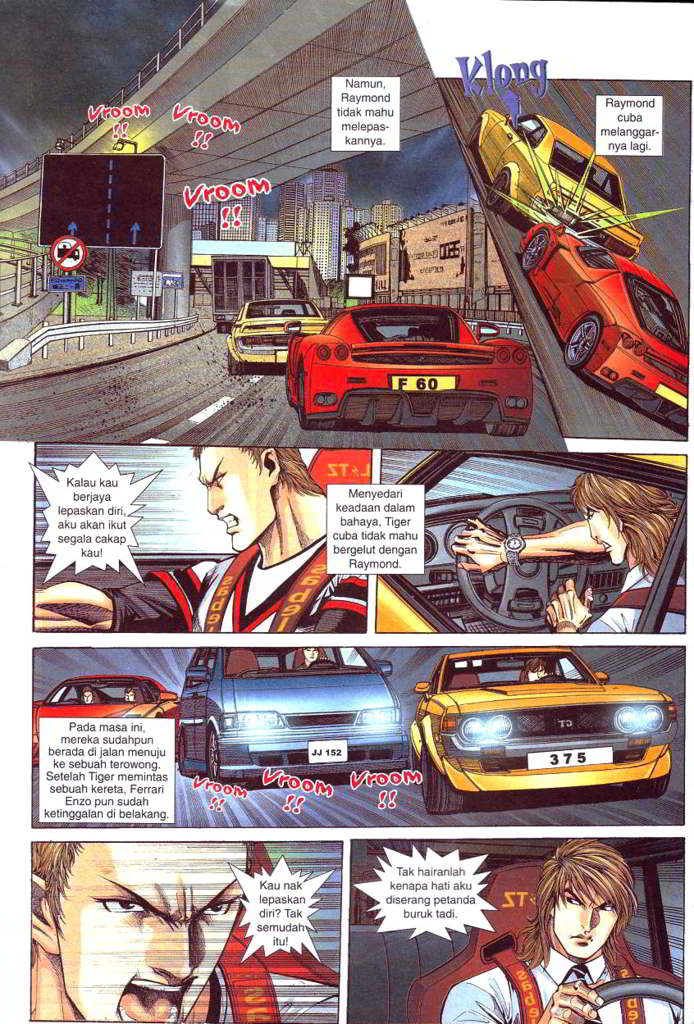 Vroom
!!
Vroom
!!
Vroom
!!
Namun,
Raymond
tidak mahu
melepas-
kannya.
F 60
Klong
!
Raymond
cuba
melanggar-
nya lagi.
Kalau kau
berjaya
lepaskan diri,
aku akan ikut
segala cakap
kau!
Menyedari
keadaan dalam
bahaya, Tiger
cuba tidak mahu
bergelut dengan
Raymond.
Pada masa ini,
mereka sudahpun
berada di jalan menuju
ke sebuah terowong.
Setelah Tiger memintas
sebuah kereta, Ferrari
Enzo pun sudah
ketinggalan di belakang.
JJ 152
375
Vroom
!!
Vroom
!!
Vroom
!!
Kau nak
lepaskan
diri? Tak
semudah
itu!
Tak hairanlah
kenapa hati aku
diserang petanda
buruk tadi.